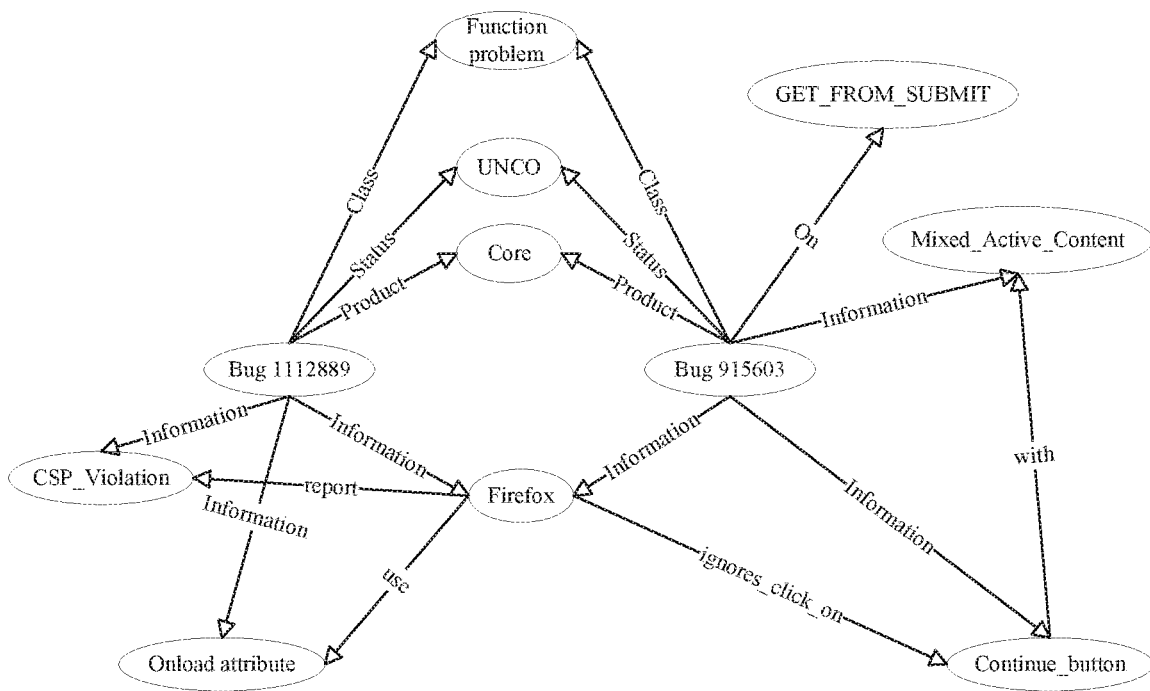 Function
problem
GET_FROM_SUBMIT
UNCO
Class
Class
On
Mixed_Active_Content
Status
Status
Core
Product
Product
Information
Bug 1112889
Bug 915603
Information
Information
Information
with
CSP_Violation
report
Firefox
Information
Information
ignores_click_on
use
Onload attribute
Continue_button